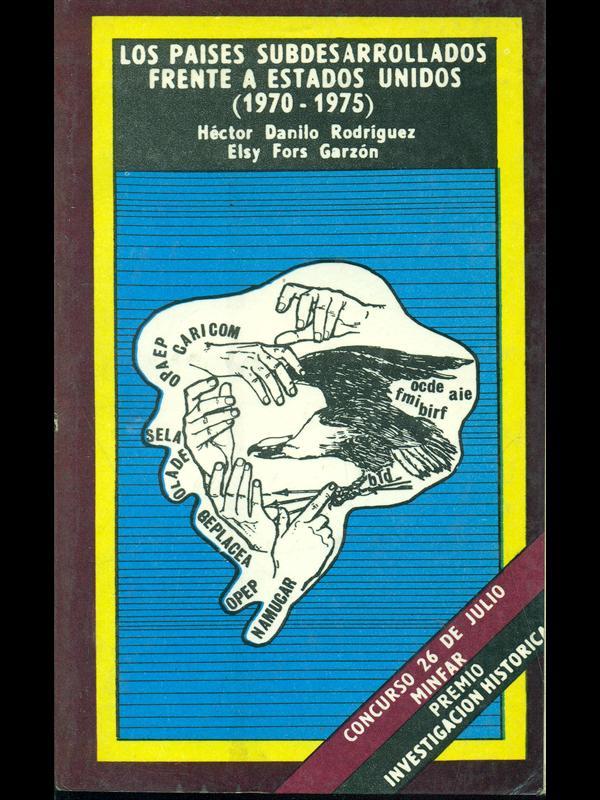 LOS PAISES SUBDESARROLLADOS
FRENTE A ESTADOS UNIDOS
(1970 - 1975)
Héctor Danilo Rodríguez
Elsy Fors Garzón
CARICOM
OPAEP
SELA
OLADE
GEPLACEA
OPEP
NAMUCAR
ocde
aie
fmi
birf
bid
CONCURSO 26 DE JULIO
MINFAR
PREMIO
INVESTIGACION HISTORICA